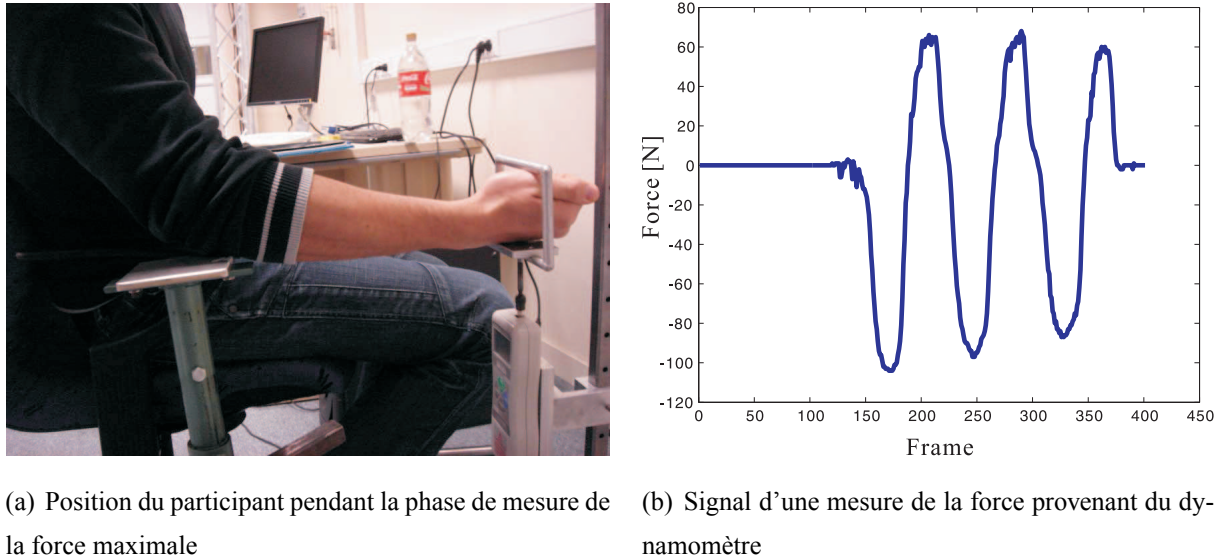 Coca-Cola
80
60
40
20
0
-20
-40
-60
-80
-100
-120
Force [N]
0 50 100 150 200 250 300 350 400 450
Frame
(a) Position du participant pendant la phase de mesure de
la force maximale
(b) Signal d'une mesure de la force provenant du dy-
namomètre